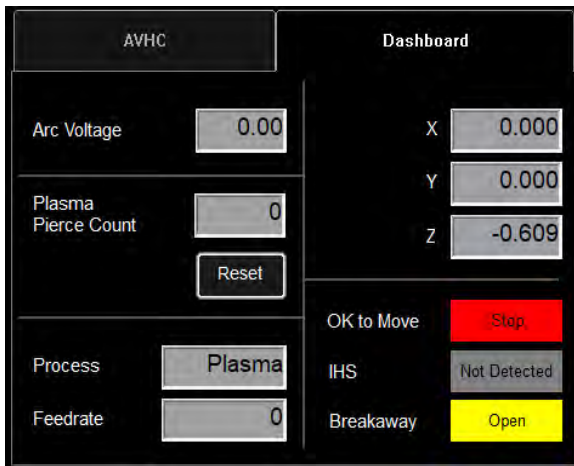 AVHC
Dashboard
Arc Voltage 0.00
Plasma
Pierce Count 0
Reset
Process Plasma
Feedrate 0
X 0.000
Y 0.000
Z -0.609
OK to Move Stop
IHS Not Detected
Breakaway Open